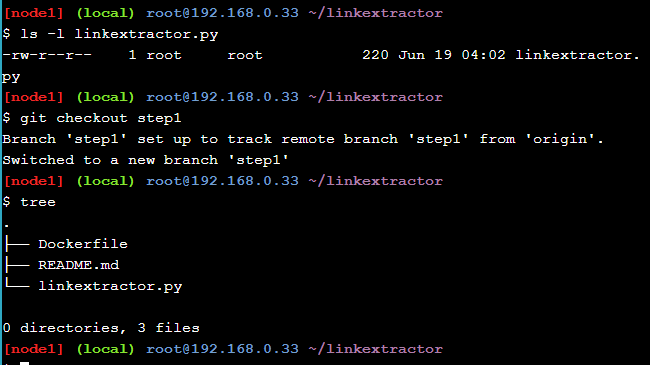 [node1] (local) root@192.168.0.33 ~/linkextractor
$ ls -l linkextractor.py
-rw-r--r--    1 root     root           220 Jun 19 04:02 linkextractor.
py
[node1] (local) root@192.168.0.33 ~/linkextractor
$ git checkout step1
Branch 'step1' set up to track remote branch 'step1' from 'origin'.
Switched to a new branch 'step1'
[node1] (local) root@192.168.0.33 ~/linkextractor
$ tree
.
├── Dockerfile
├── README.md
└── linkextractor.py
0 directories, 3 files
[node1] (local) root@192.168.0.33 ~/linkextractor